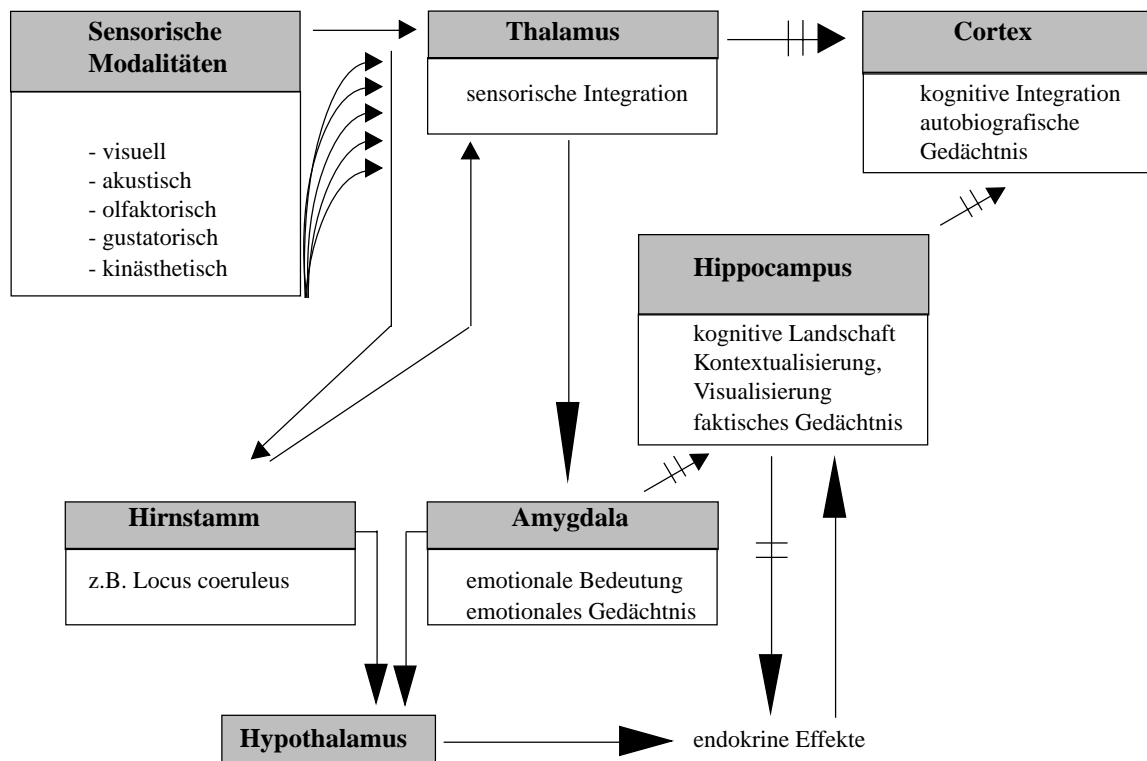 Sensorische
Modalitäten
- visuell
- akustisch
- olfaktorisch
- gustatorisch
- kinästhetisch
Thalamus
sensorische Integration
Cortex
kognitive Integration
autobiografische
Gedächtnis
Hippocampus
kognitive Landschaft
Kontextualisierung,
Visualisierung
faktisches Gedächtnis
Hirnstamm
z.B. Locus coeruleus
Amygdala
emotionale Bedeutung
emotionales Gedächtnis
Hypothalamus
endokrine Effekte